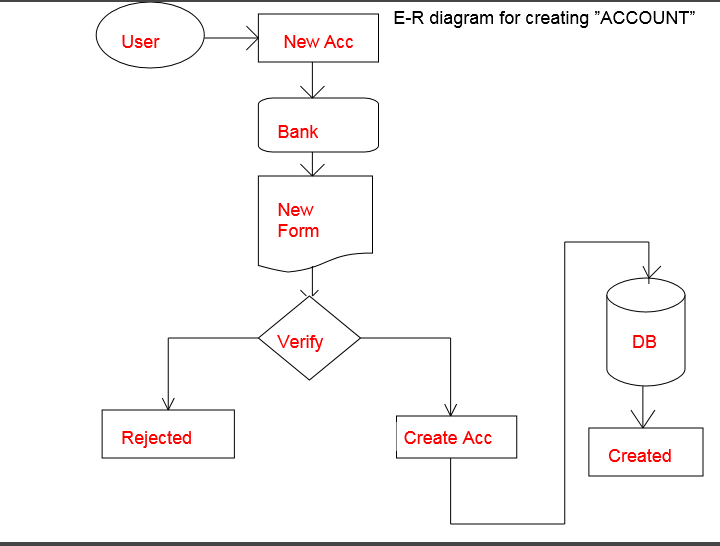 E-R diagram for creating ”ACCOUNT”
User
New Acc
Bank
New
Form
Verify
DB
Rejected
Create Acc
Created